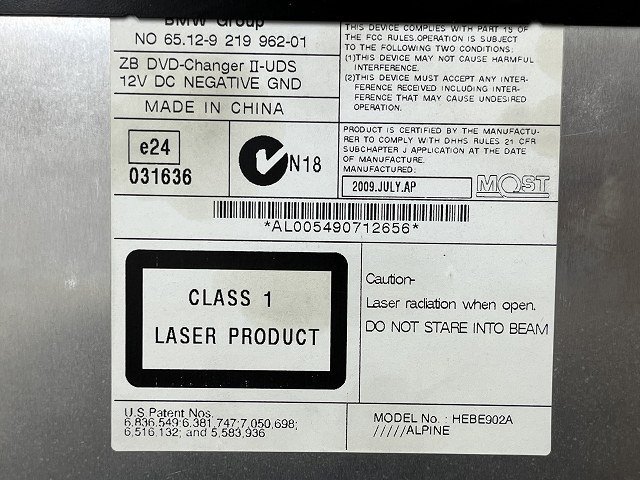 BMW Group
NO 65.12-9 219 962-01
ZB DVD-Changer II-UDS
12V DC NEGATIVE GND
MADE IN CHINA
e24
031636
N18
THIS DEVICE COMPLIES WITH PART 15 OF
THE FCC RULES.OPERATION IS SUBJECT
TO THE FOLLOWING TWO CONDITIONS:
(1)THIS DEVICE MAY NOT CAUSE HARMFUL
INTERFERENCE.
(2)THIS DEVICE MUST ACCEPT ANY INTER-
FERENCE RECEIVED INCLUDING INTER-
FERENCE THAT MAY CAUSE UNDESIRED
OPERATION.
PRODUCT IS CERTIFIED BY THE MANUFACTU-
RER TO COMPLY WITH DHHS RULES 21 CFR
SUBCHAPTER J APPLICATION AT THE DATE
OF MANUFACTURE.
MANUFACTURED:
2009.JULY.AP
MOST
*AL005490712656*
CLASS 1
LASER PRODUCT
Caution-
Laser radiation when open.
DO NOT STARE INTO BEAM
U.S Patent Nos.
6,836,549;6,381,747;7,050,698;
6,516,132; and 5,583,936
MODEL No. : HEBE902A
/////ALPINE